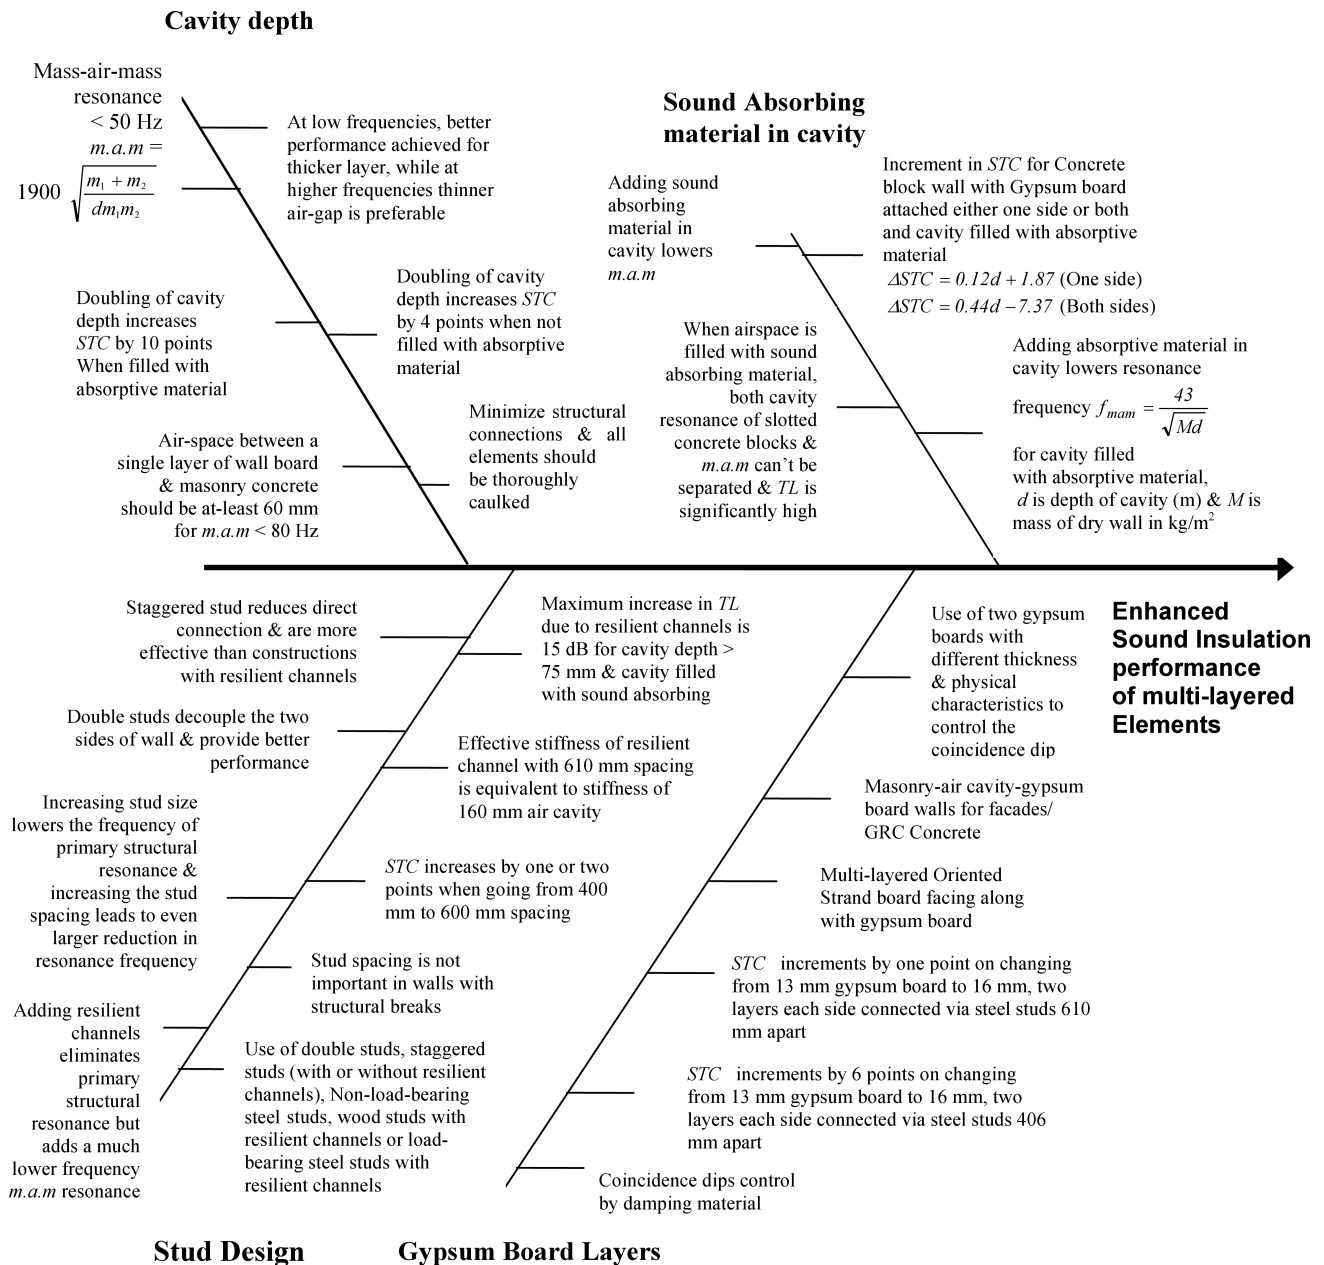 Cavity depth
Mass-air-mass
resonance
< 50 Hz
m.a.m =
1900 √((m₁ + m₂)/(dm₁m₂))
At low frequencies, better
performance achieved for
thicker layer, while at
higher frequencies thinner
air-gap is preferable
Doubling of cavity
depth increases
STC by 10 points
When filled with
absorptive material
Doubling of cavity
depth increases STC
by 4 points when not
filled with absorptive
material
Air-space between a
single layer of wall board
& masonry concrete
should be at-least 60 mm
for m.a.m < 80 Hz
Minimize structural
connections & all
elements should
be thoroughly
caulked
Sound Absorbing
material in cavity
Adding sound
absorbing
material in
cavity lowers
m.a.m
Increment in STC for Concrete
block wall with Gypsum board
attached either one side or both
and cavity filled with absorptive
material
ΔSTC = 0.12d + 1.87 (One side)
ΔSTC = 0.44d – 7.37 (Both sides)
When airspace is
filled with sound
absorbing material,
both cavity
resonance of slotted
concrete blocks &
m.a.m can't be
separated & TL is
significantly high
Adding absorptive material in
cavity lowers resonance
frequency f_mam = 43/√(Md)
for cavity filled
with absorptive material,
d is depth of cavity (m) & M is
mass of dry wall in kg/m²
Enhanced
Sound Insulation
performance
of multi-layered
Elements
Staggered stud reduces direct
connection & are more
effective than constructions
with resilient channels
Maximum increase in TL
due to resilient channels is
15 dB for cavity depth >
75 mm & cavity filled
with sound absorbing
Double studs decouple the two
sides of wall & provide better
performance
Effective stiffness of resilient
channel with 610 mm spacing
is equivalent to stiffness of
160 mm air cavity
Increasing stud size
lowers the frequency of
primary structural
resonance &
increasing the stud
spacing leads to even
larger reduction in
resonance frequency
STC increases by one or two
points when going from 400
mm to 600 mm spacing
Stud spacing is not
important in walls with
structural breaks
Adding resilient
channels
eliminates
primary
structural
resonance but
adds a much
lower frequency
m.a.m resonance
Use of double studs, staggered
studs (with or without resilient
channels), Non-load-bearing
steel studs, wood studs with
resilient channels or load-
bearing steel studs with
resilient channels
Stud Design
Use of two gypsum
boards with
different thickness
& physical
characteristics to
control the
coincidence dip
Masonry-air cavity-gypsum
board walls for facades/
GRC Concrete
Multi-layered Oriented
Strand board facing along
with gypsum board
STC increments by one point on changing
from 13 mm gypsum board to 16 mm, two
layers each side connected via steel studs 610
mm apart
STC increments by 6 points on changing
from 13 mm gypsum board to 16 mm, two
layers each side connected via steel studs 406
mm apart
Coincidence dips control
by damping material
Gypsum Board Layers